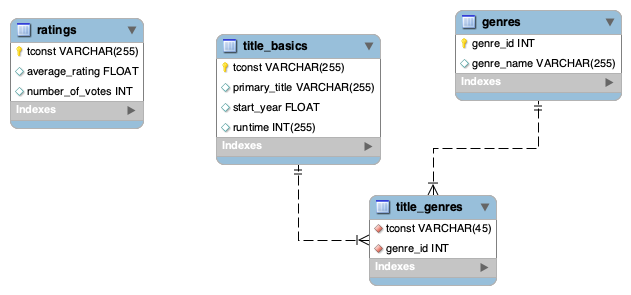 ratings
tconst VARCHAR(255)
average_rating FLOAT
number_of_votes INT
Indexes
title_basics
tconst VARCHAR(255)
primary_title VARCHAR(255)
start_year FLOAT
runtime INT(255)
Indexes
genres
genre_id INT
genre_name VARCHAR(255)
Indexes
title_genres
tconst VARCHAR(45)
genre_id INT
Indexes